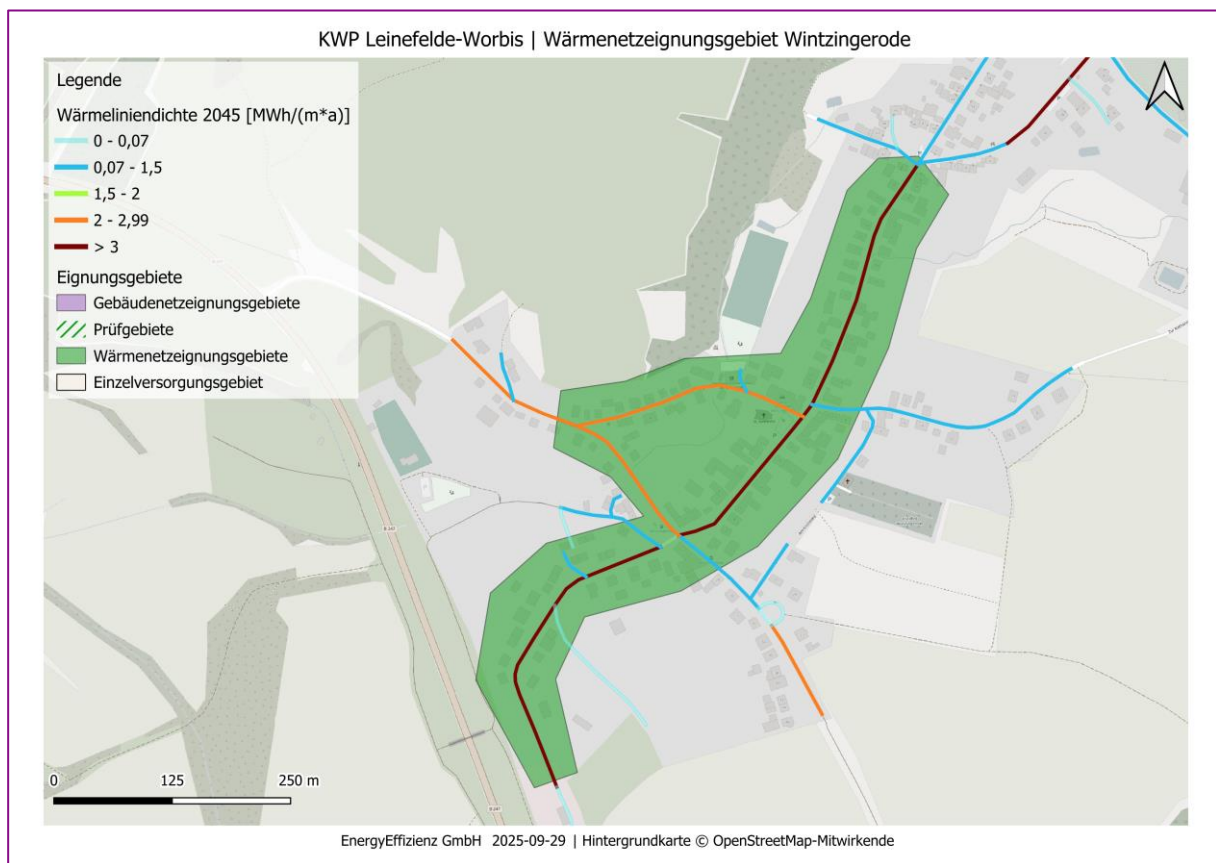 KWP Leinefelde-Worbis | Wärmenetzeignungsgebiet Wintzingerode
Legende
Wärmeliniendichte 2045 [MWh/(m*a)]
0 - 0,07
0,07 - 1,5
1,5 - 2
2 - 2,99
> 3
Eignungsgebiete
Gebäudenetzeignungsgebiete
Prüfgebiete
Wärmenetzeignungsgebiete
Einzelversorgungsgebiet
0 125 250 m
EnergyEffizienz GmbH 2025-09-29 | Hintergrundkarte © OpenStreetMap-Mitwirkende